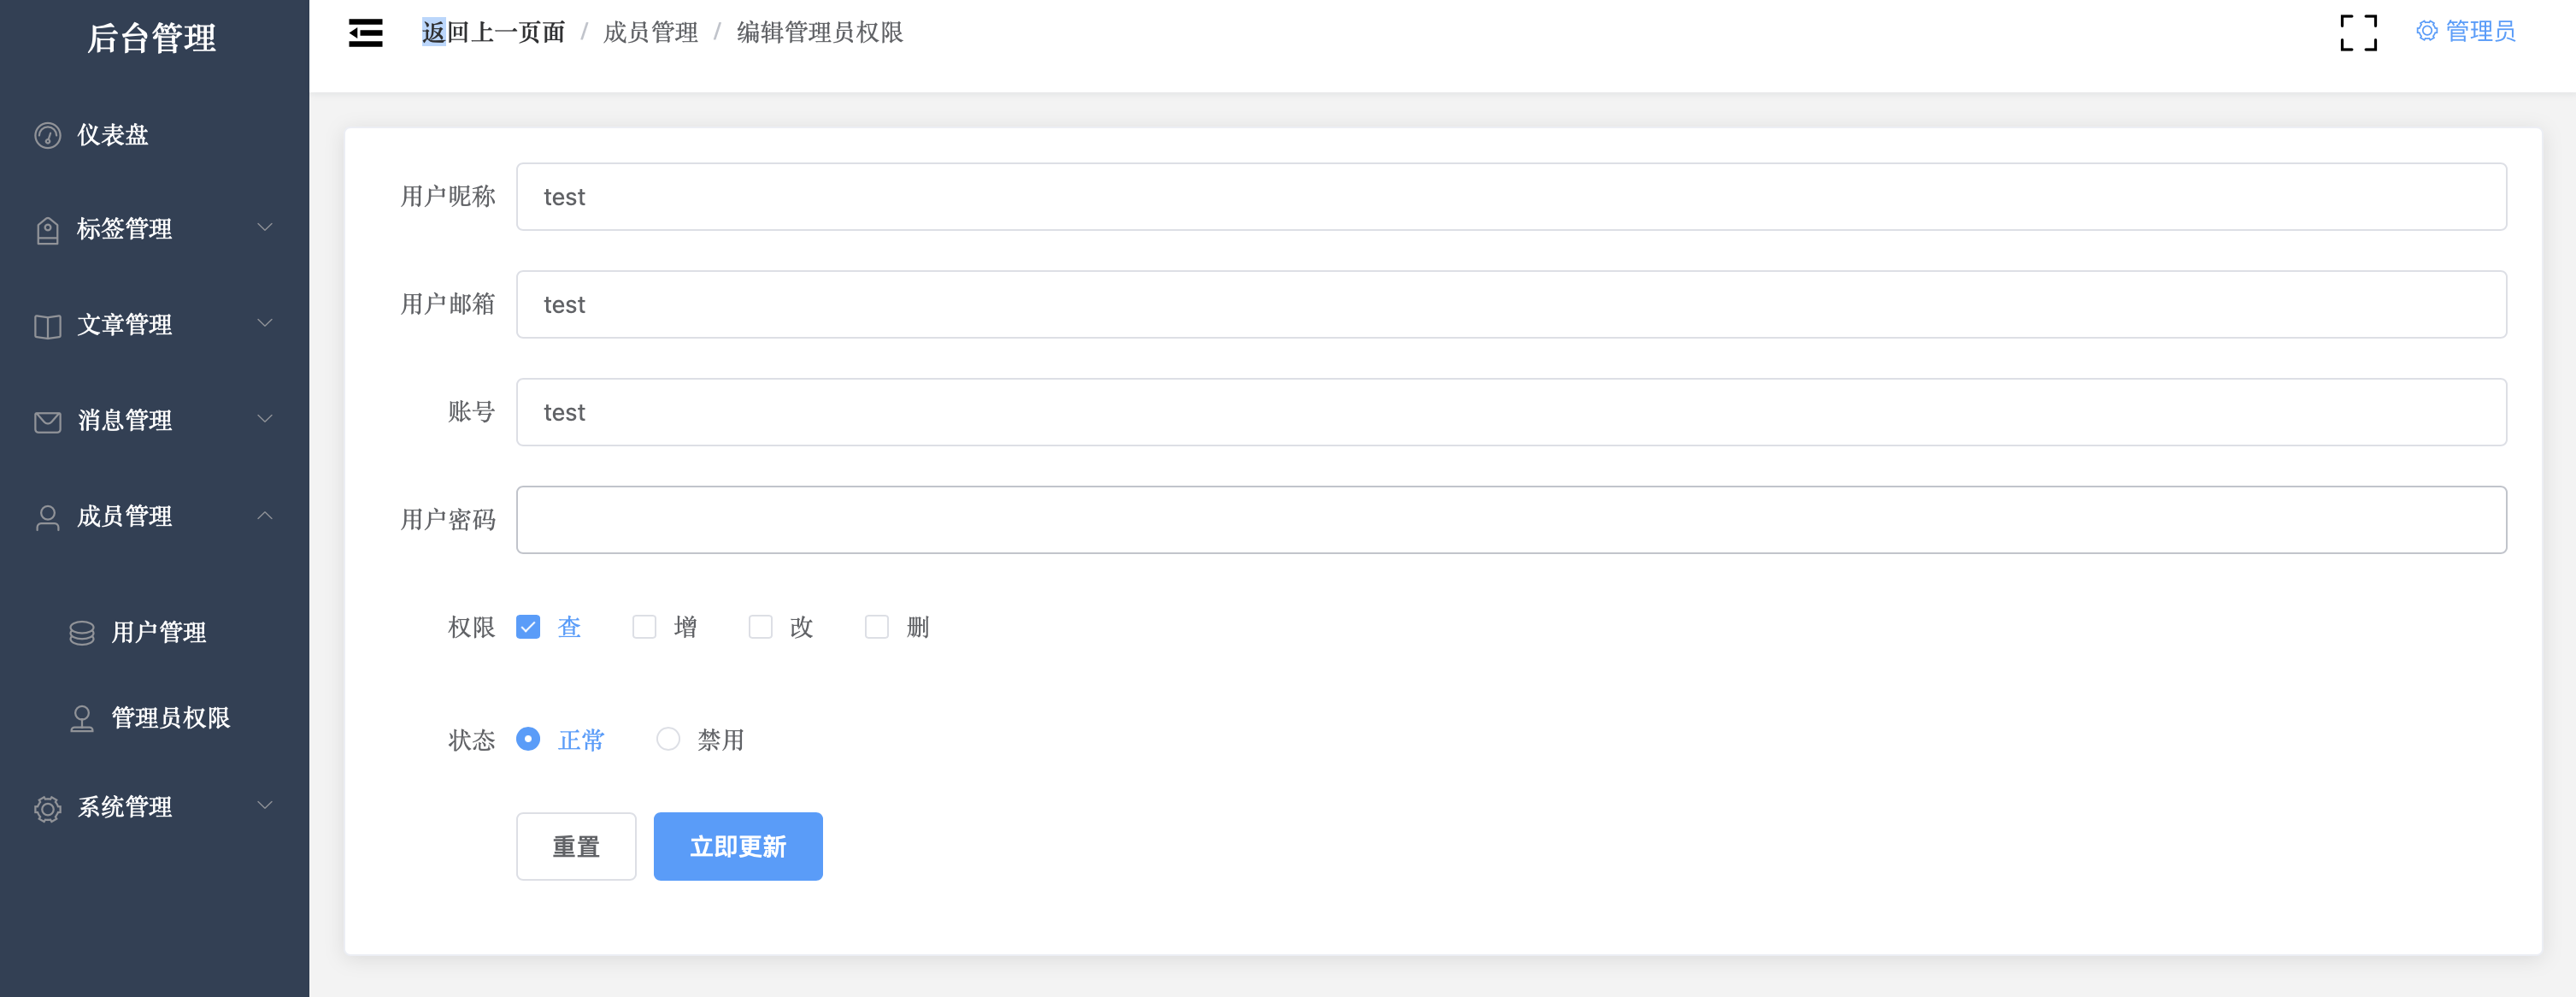 后台管理
仪表盘
标签管理
文章管理
消息管理
成员管理
用户管理
管理员权限
系统管理
返回上一页面 / 成员管理 / 编辑管理员权限
管理员
用户昵称 test
用户邮箱 test
账号 test
用户密码
权限 查 增 改 删
状态 正常 禁用
重置 立即更新